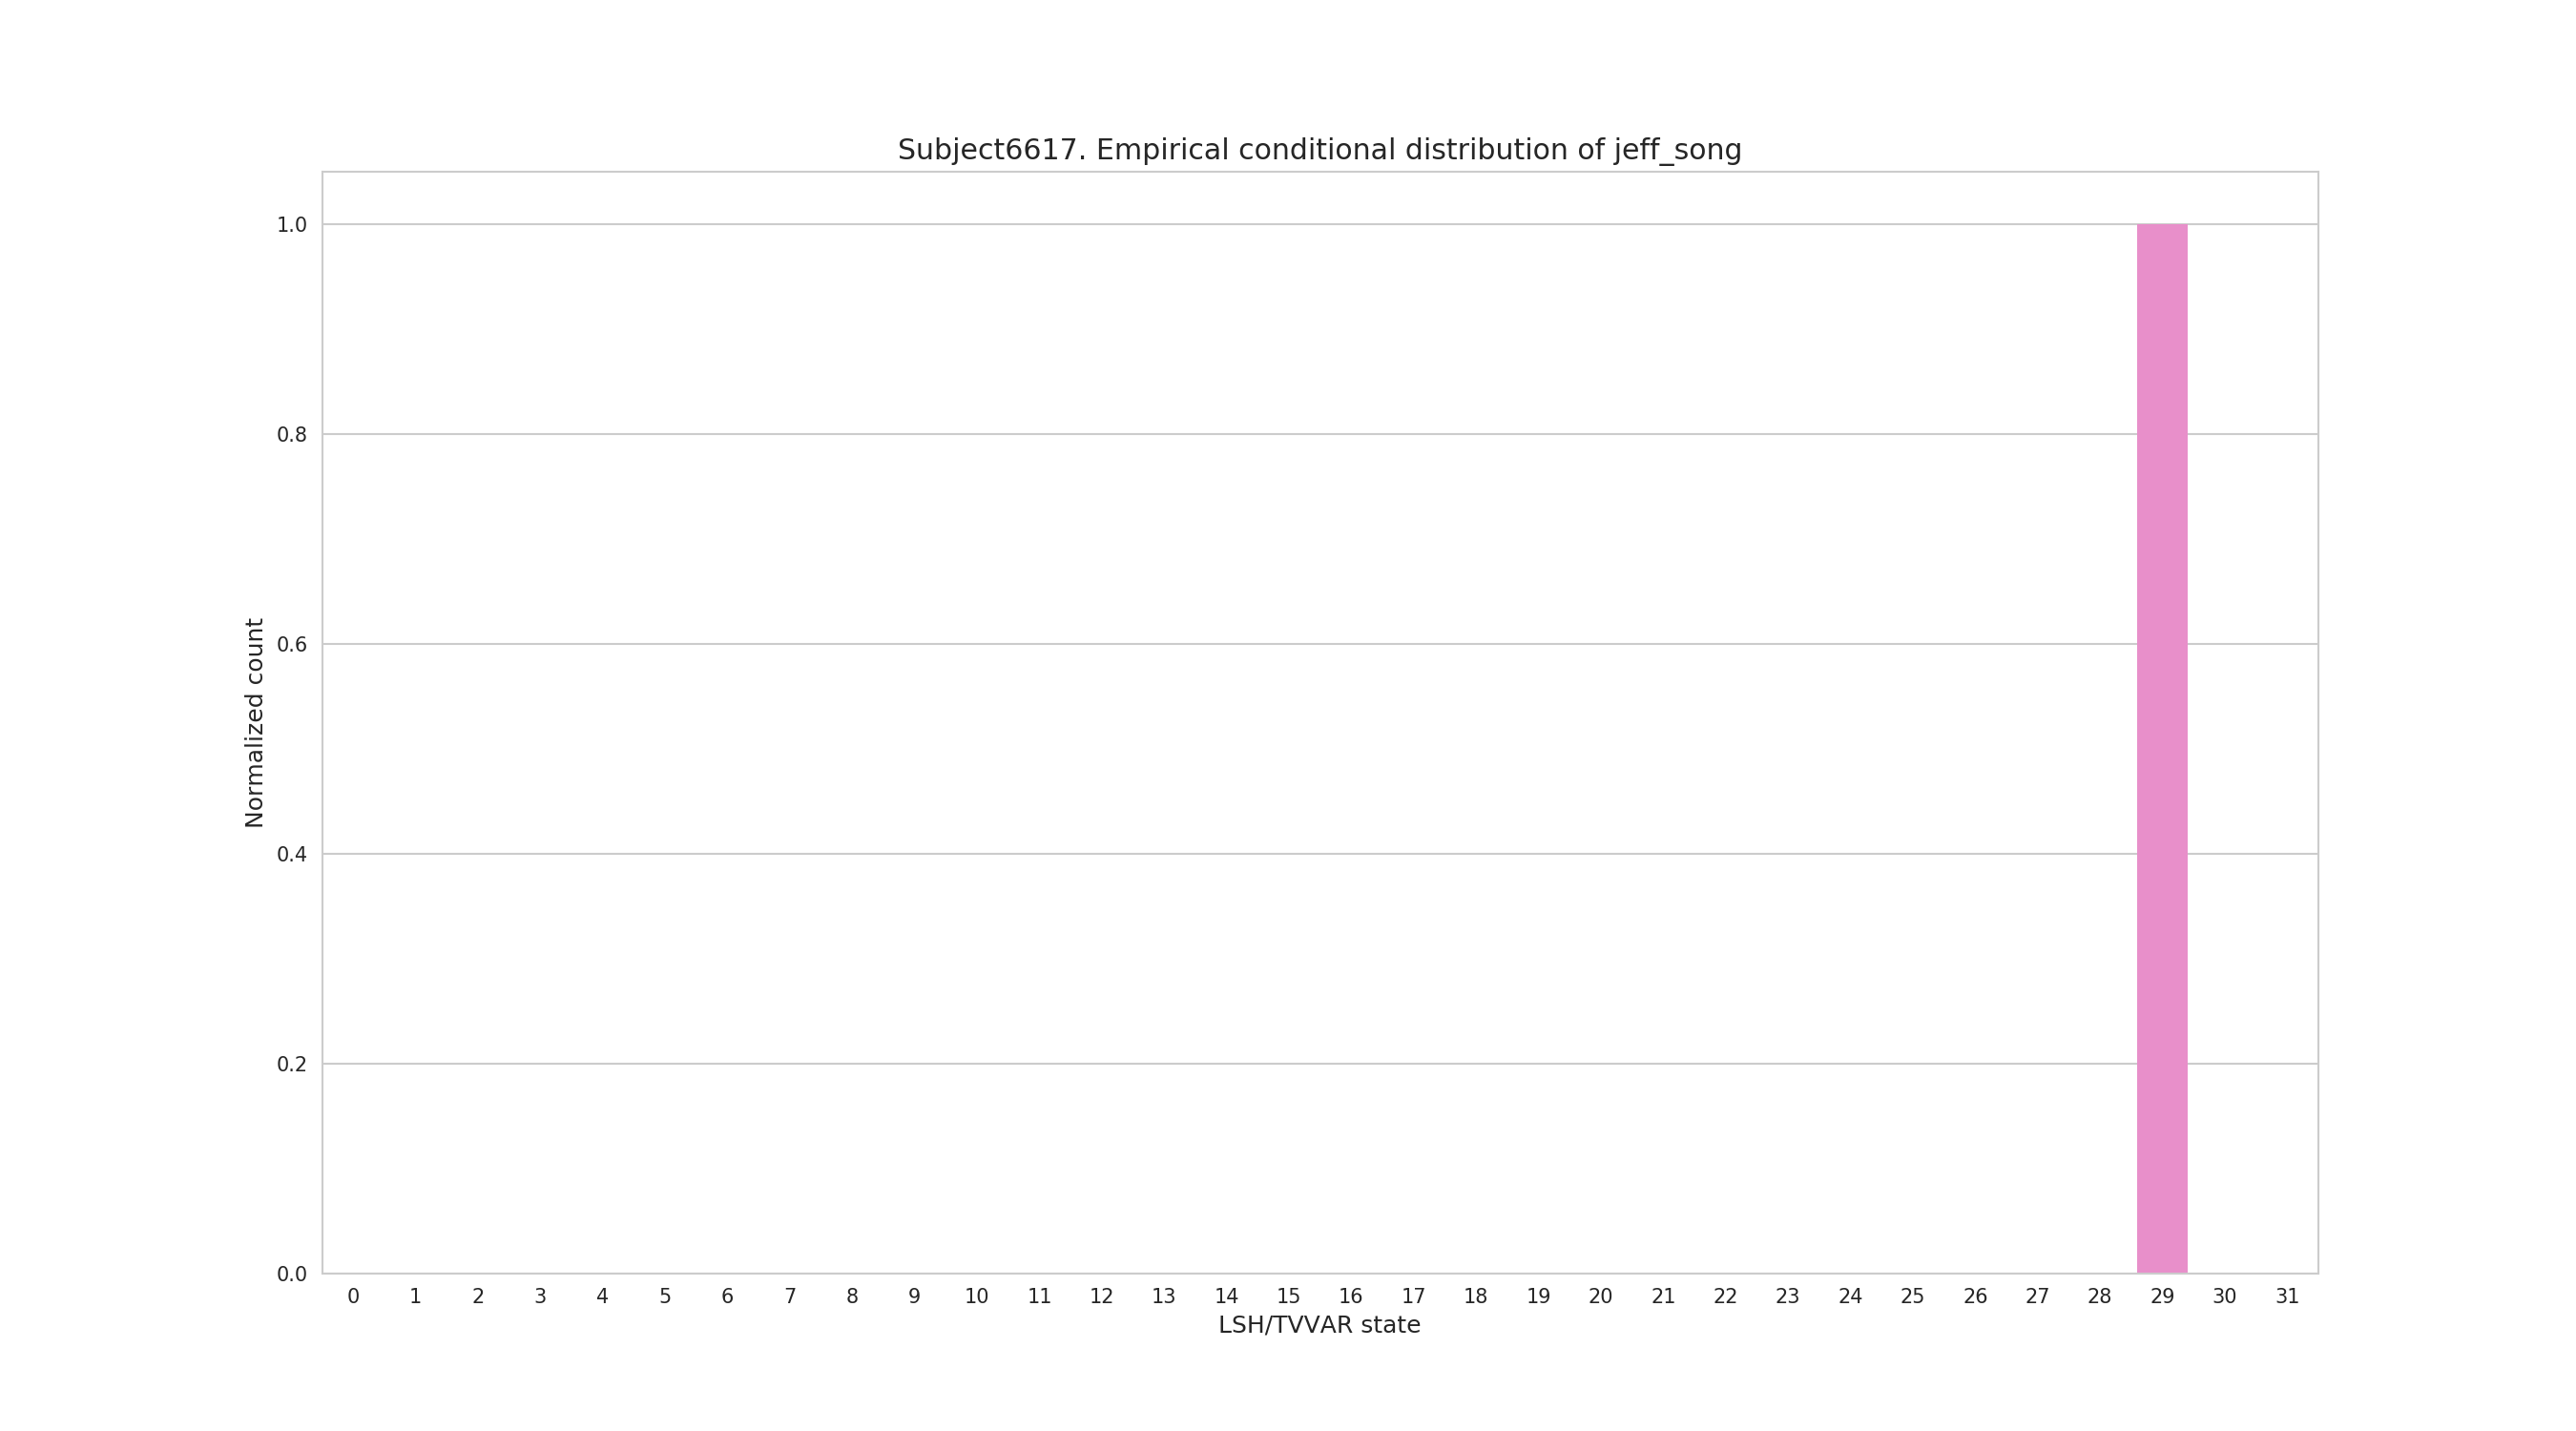 Subject6617. Empirical conditional distribution of jeff_song
1.0
0.8
0.6
0.4
0.2
0.0
Normalized count
0 1 2 3 4 5 6 7 8 9 10 11 12 13 14 15 16 17 18 19 20 21 22 23 24 25 26 27 28 29 30 31
LSH/TVVAR state